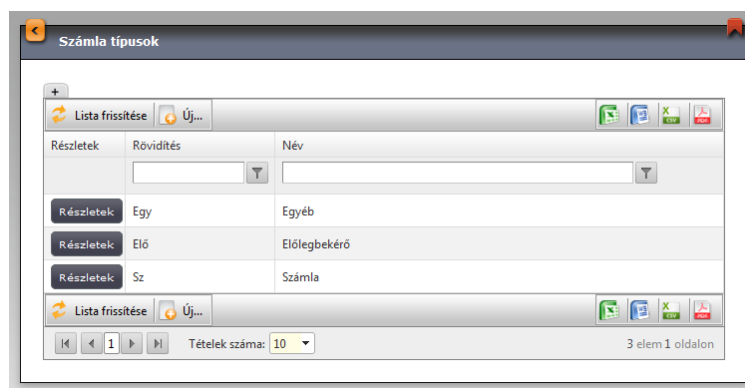 Számla típusok
+
Lista frissítése Új...
Részletek Rövidítés Név
Részletek Egy Egyéb
Részletek Elő Előlegbekérő
Részletek Sz Számla
Lista frissítése Új...
1 Tételek száma: 10 3 elem 1 oldalon